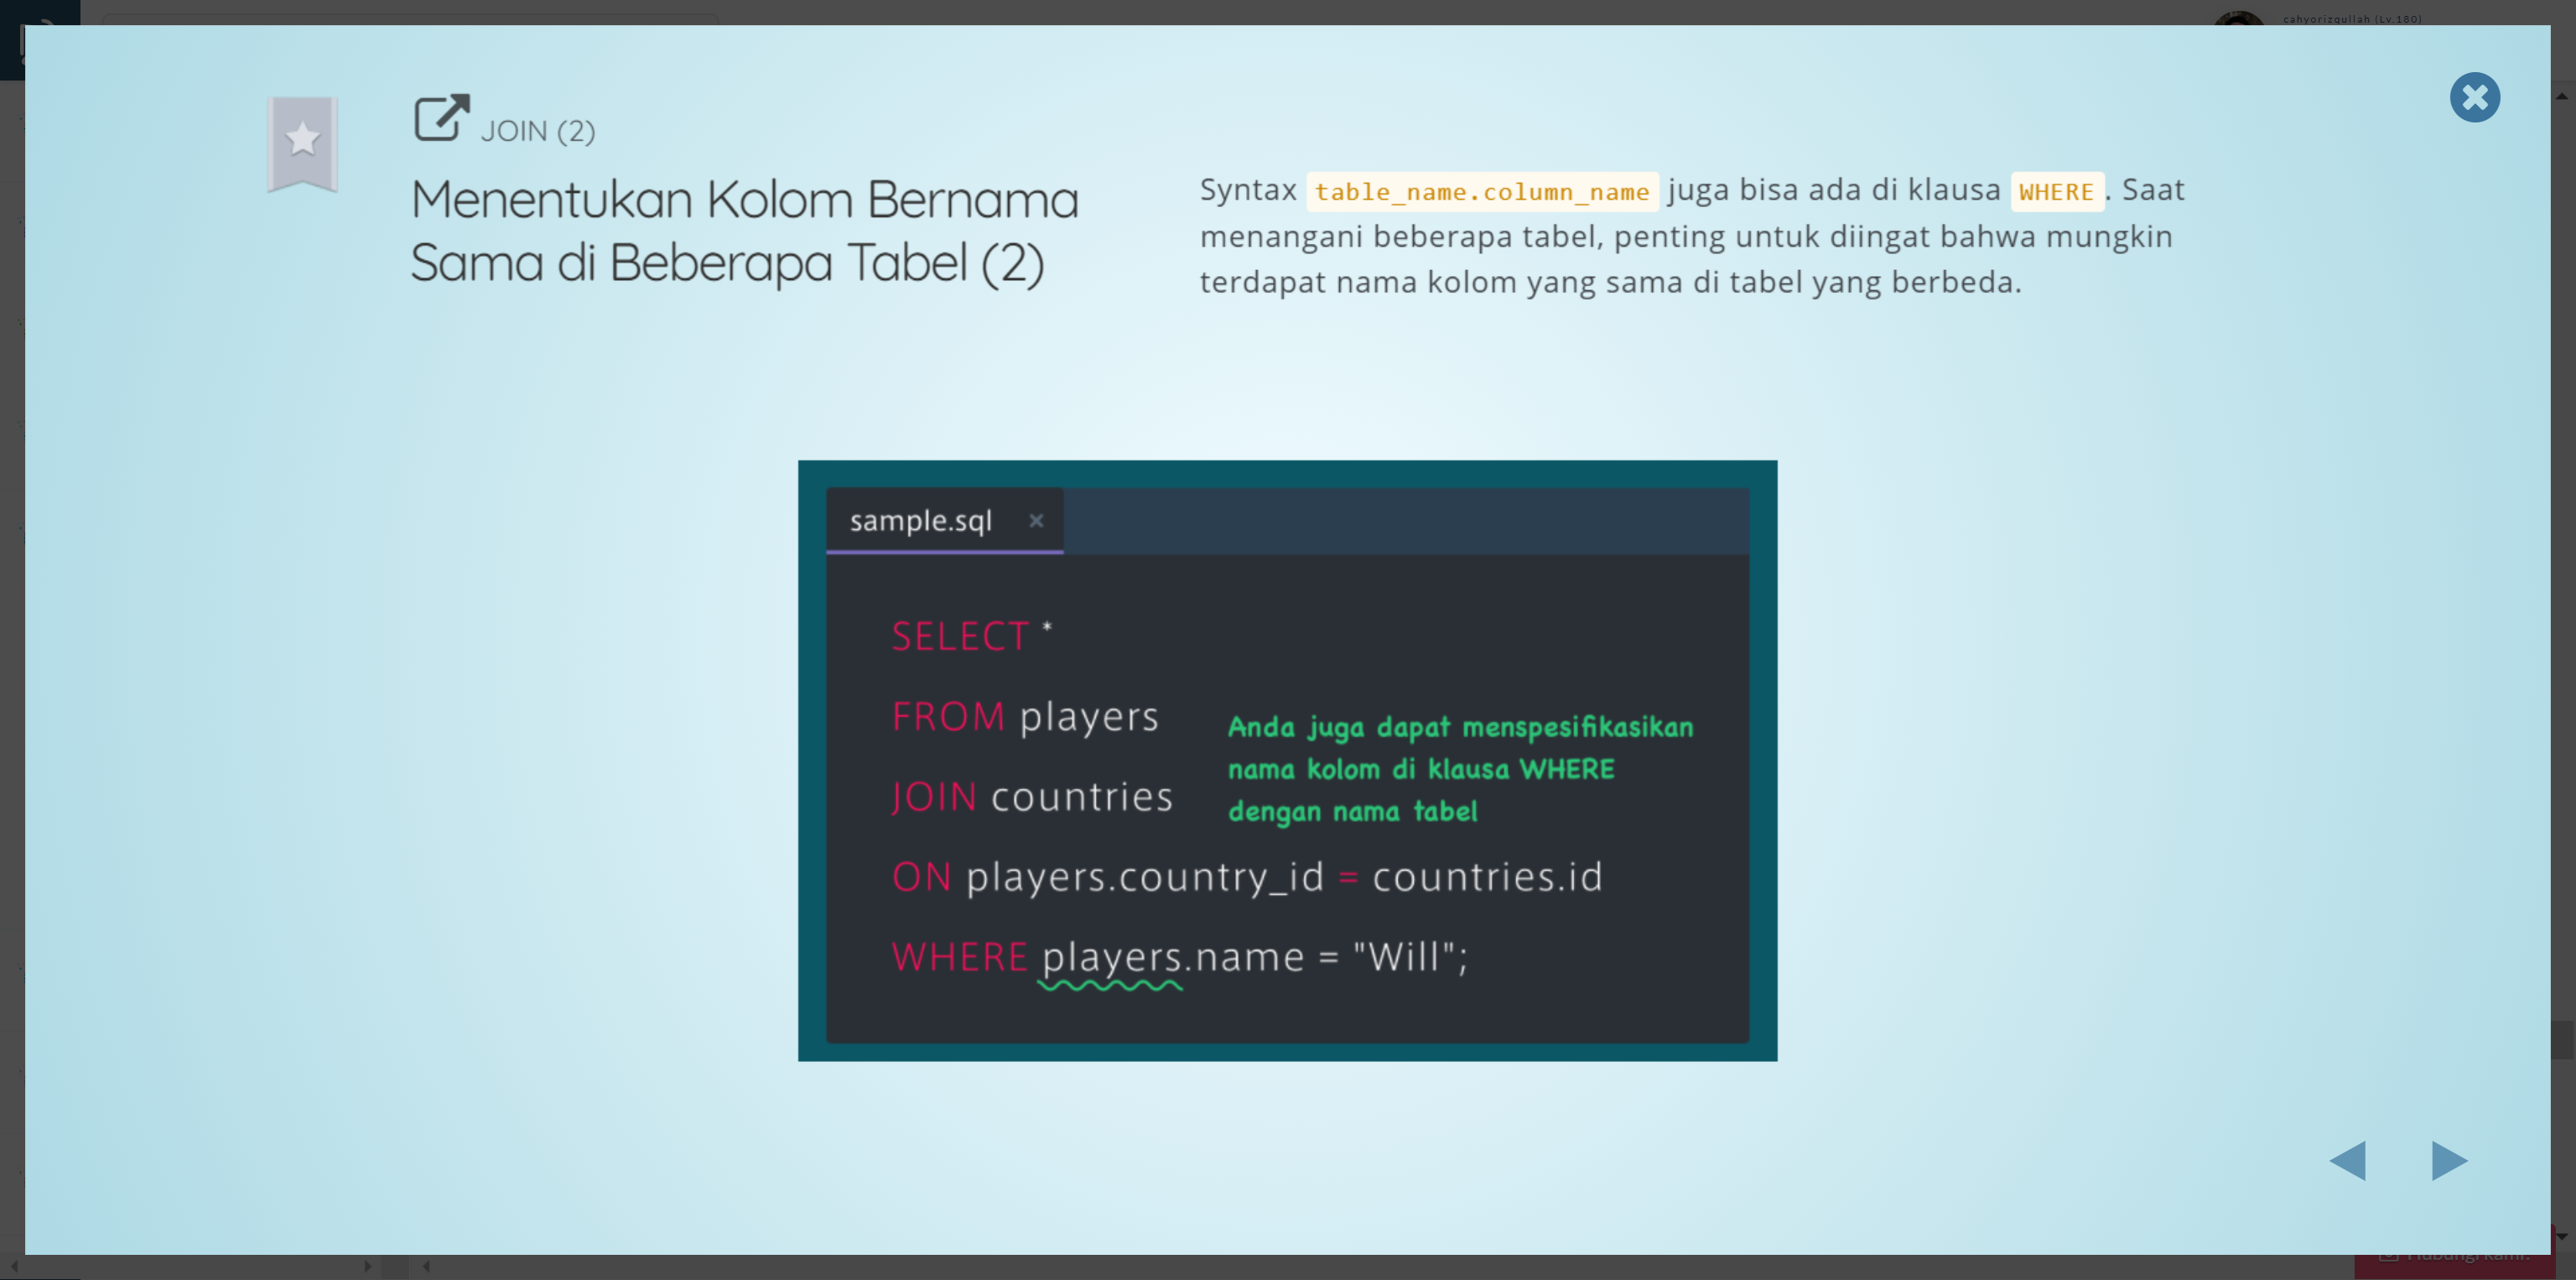 cahyorizqullah (Lv.180)
JOIN (2)
Menentukan Kolom Bernama
Sama di Beberapa Tabel (2)
Syntax table_name.column_name juga bisa ada di klausa WHERE. Saat
menangani beberapa tabel, penting untuk diingat bahwa mungkin
terdapat nama kolom yang sama di tabel yang berbeda.
sample.sql ×
SELECT *
FROM players
JOIN countries
Anda juga dapat menspesifikasikan
nama kolom di klausa WHERE
dengan nama tabel
ON players.country_id = countries.id
WHERE players.name = "Will";